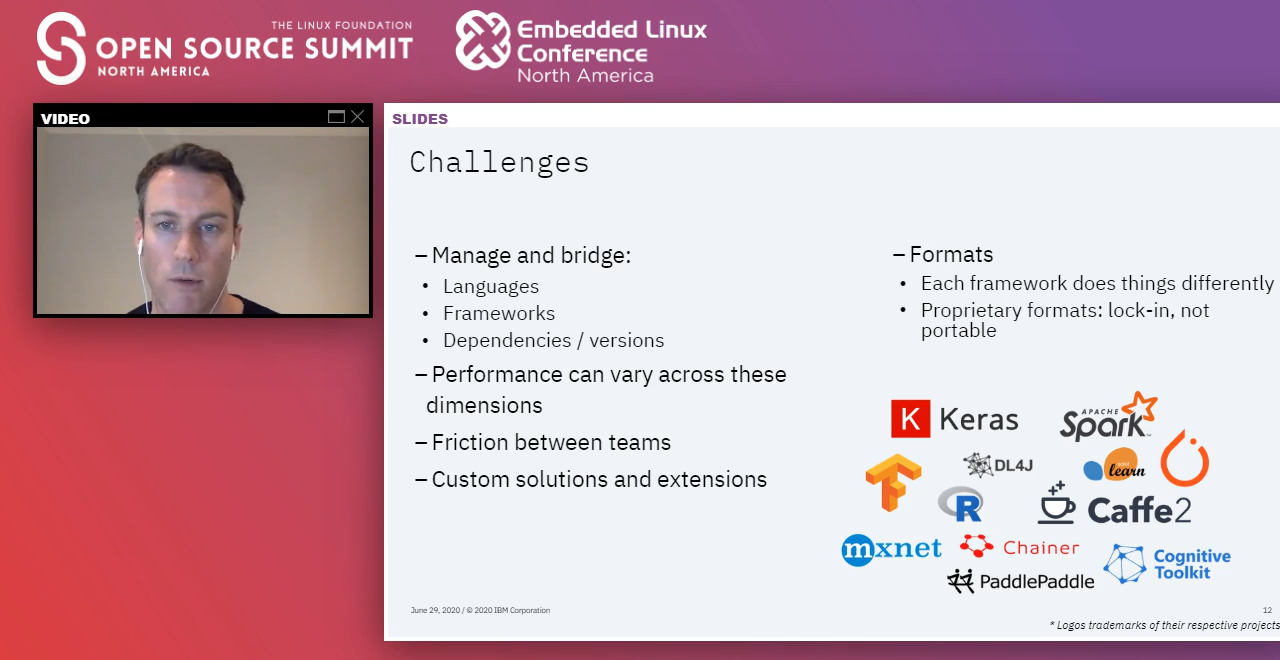 THE LINUX FOUNDATION
OPEN SOURCE SUMMIT
NORTH AMERICA
Embedded Linux
Conference
North America
VIDEO
SLIDES
Challenges
– Manage and bridge:
• Languages
• Frameworks
• Dependencies / versions
– Performance can vary across these
dimensions
– Friction between teams
– Custom solutions and extensions
– Formats
• Each framework does things differently
• Proprietary formats: lock-in, not
portable
K Keras
APACHE
Spark™
DL4J
scikit
learn
R
Caffe2
mxnet
Chainer
Cognitive
Toolkit
PaddlePaddle
June 29, 2020 / © 2020 IBM Corporation
12
* Logos trademarks of their respective projects